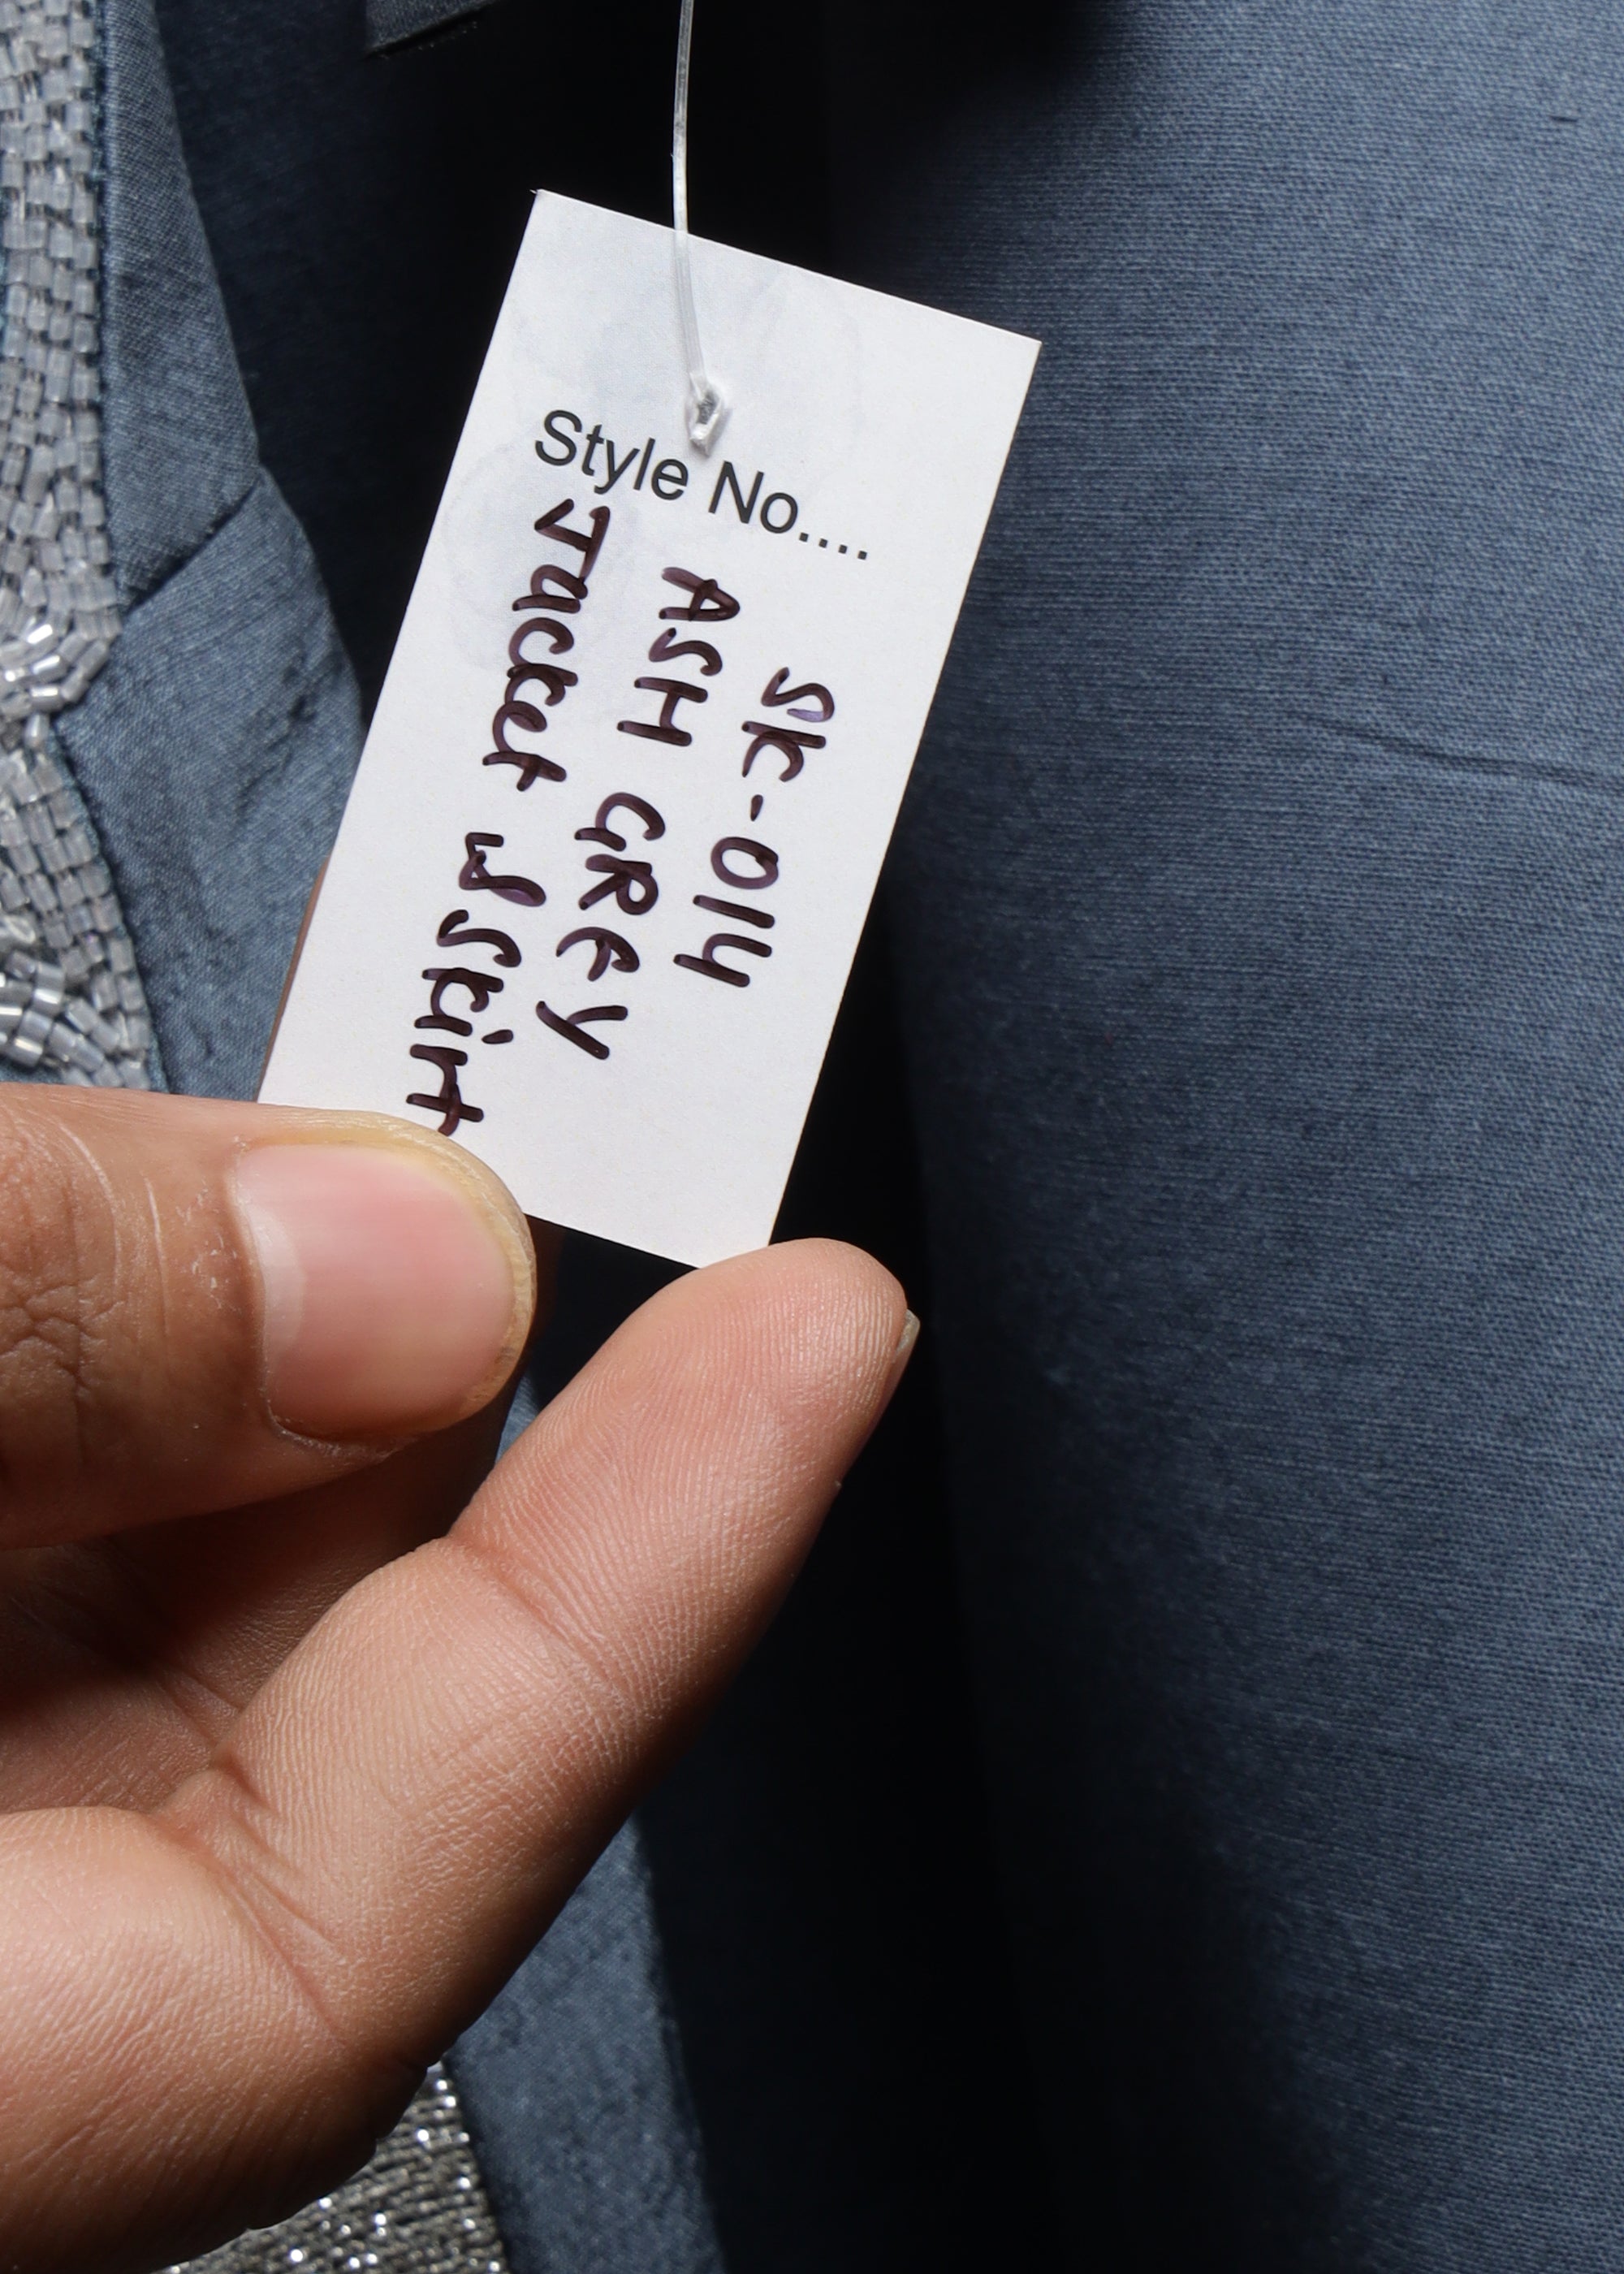 Style No....
SK-014
ASH GREY
Jacket W Skirt